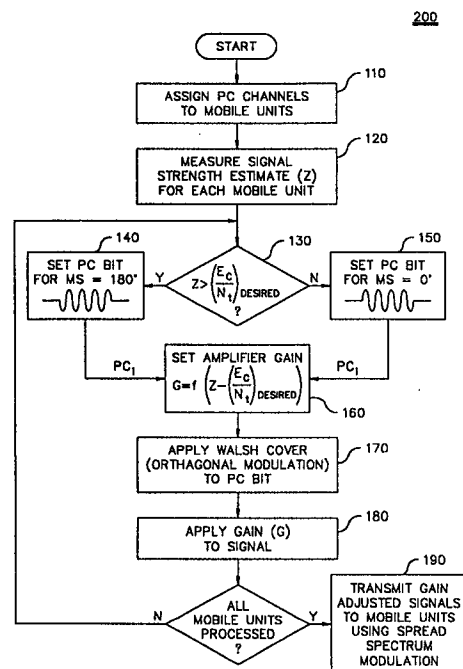 200
START
110
ASSIGN PC CHANNELS
TO MOBILE UNITS
120
MEASURE SIGNAL
STRENGTH ESTIMATE (Z)
FOR EACH MOBILE UNIT
140
130
150
SET PC BIT
FOR MS = 180°
Y
Z>(Ec/Nt)DESIRED
?
N
SET PC BIT
FOR MS = 0°
PC1
PC1
SET AMPLIFIER GAIN
G=f (Z-(Ec/Nt)DESIRED)
160
APPLY WALSH COVER
(ORTHAGONAL MODULATION)
TO PC BIT
170
APPLY GAIN (G)
TO SIGNAL
180
190
N
ALL
MOBILE UNITS
PROCESSED
?
Y
TRANSMIT GAIN
ADJUSTED SIGNALS
TO MOBILE UNITS
USING SPREAD
SPECTRUM
MODULATION